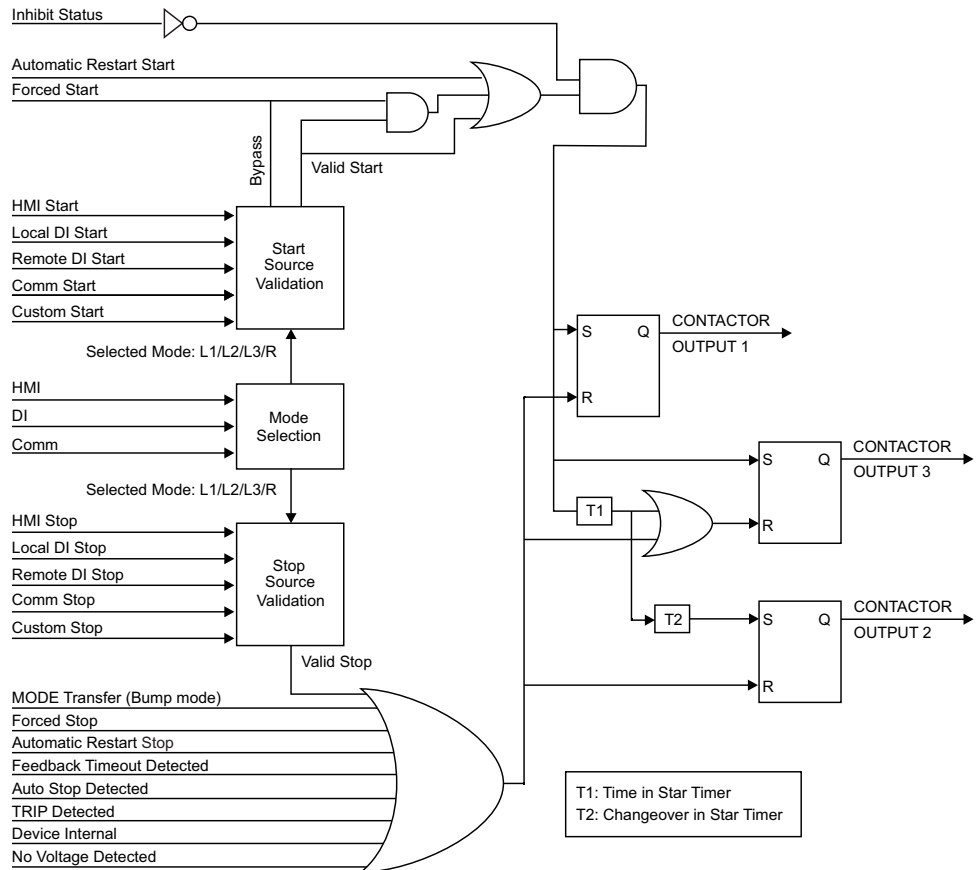 Inhibit Status
Automatic Restart Start
Forced Start
Bypass
Valid Start
HMI Start
Local DI Start
Remote DI Start
Comm Start
Custom Start
Start
Source
Validation
Selected Mode: L1/L2/L3/R
HMI
DI
Comm
Mode
Selection
Selected Mode: L1/L2/L3/R
HMI Stop
Local DI Stop
Remote DI Stop
Comm Stop
Custom Stop
Stop
Source
Validation
Valid Stop
MODE Transfer (Bump mode)
Forced Stop
Automatic Restart Stop
Feedback Timeout Detected
Auto Stop Detected
TRIP Detected
Device Internal
No Voltage Detected
S Q
R
CONTACTOR
OUTPUT 1
S Q
R
CONTACTOR
OUTPUT 3
T1
T2
S Q
R
CONTACTOR
OUTPUT 2
T1: Time in Star Timer
T2: Changeover in Star Timer